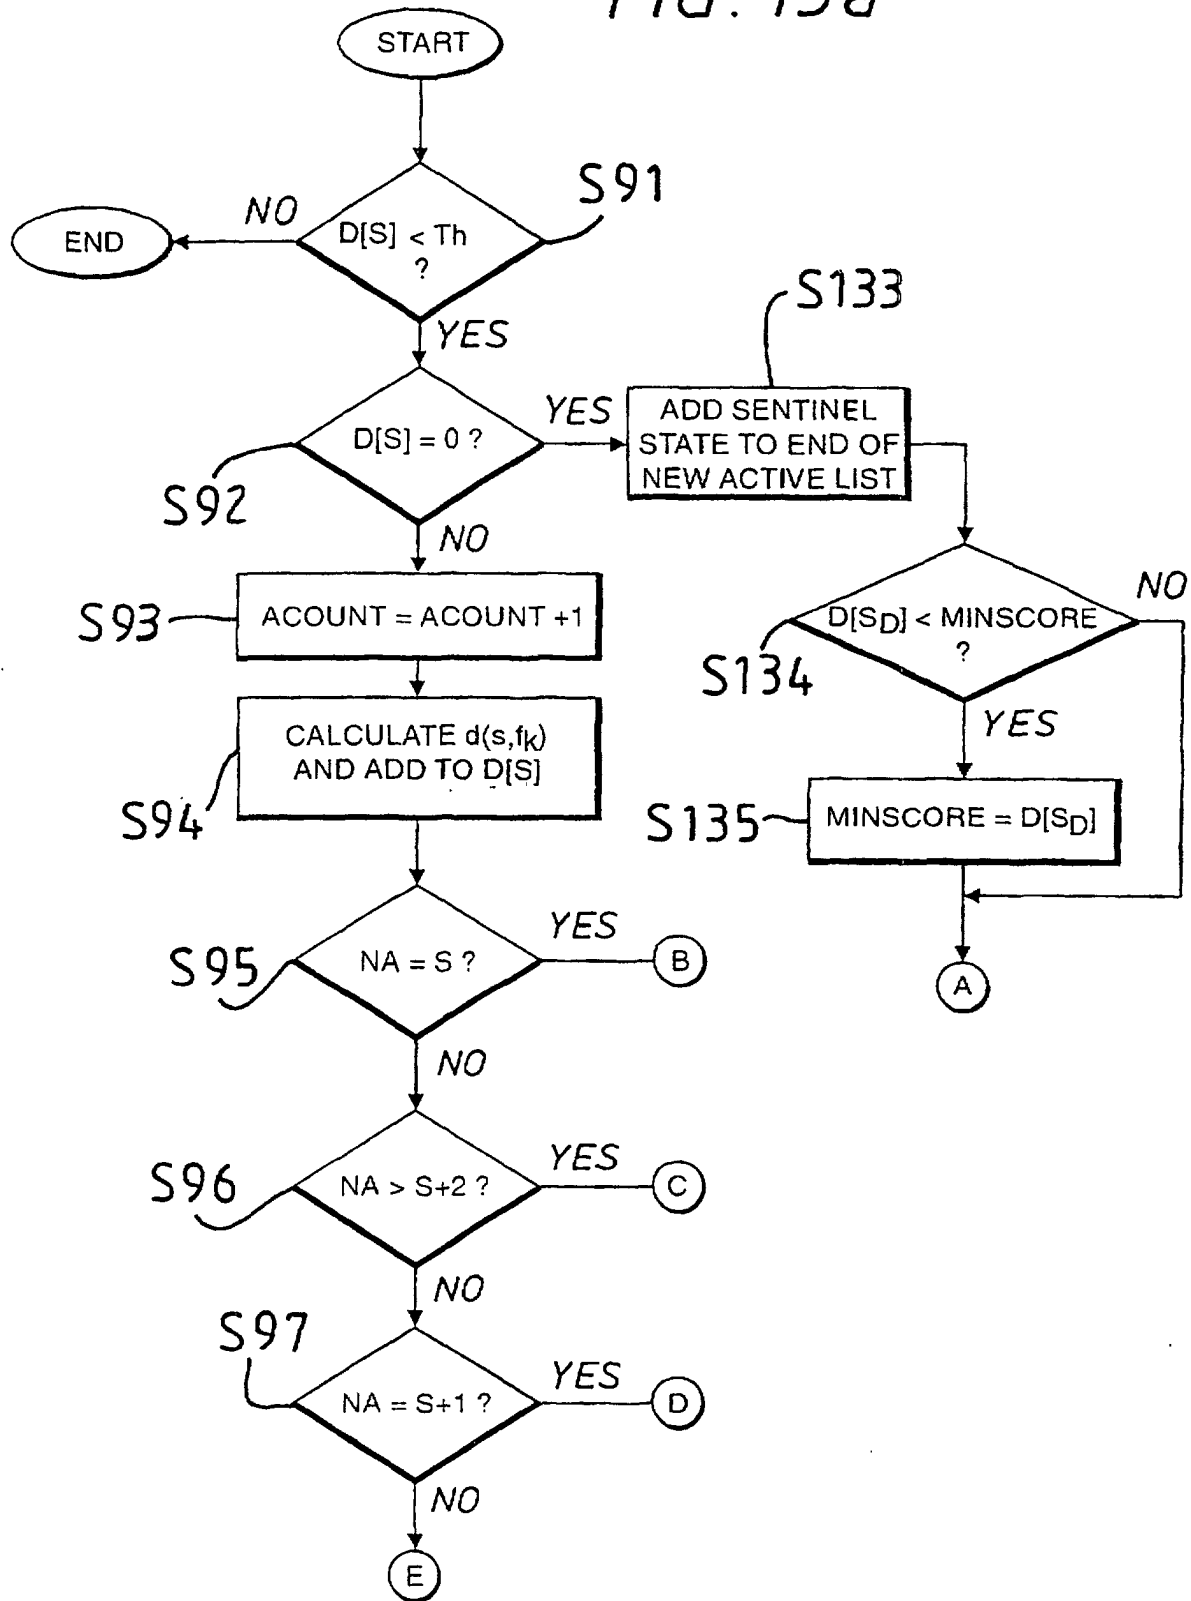 START
S91
NO
END
D[S] < Th
?
YES
S133
D[S] = 0 ?
YES
ADD SENTINEL
STATE TO END OF
NEW ACTIVE LIST
S92
NO
S93
ACOUNT = ACOUNT +1
D[SD] < MINSCORE
?
NO
S134
YES
CALCULATE d(s,fk)
AND ADD TO D[S]
S94
S135
MINSCORE = D[SD]
S95
NA = S ?
YES
B
A
NO
S96
NA > S+2 ?
YES
C
NO
S97
NA = S+1 ?
YES
D
NO
E